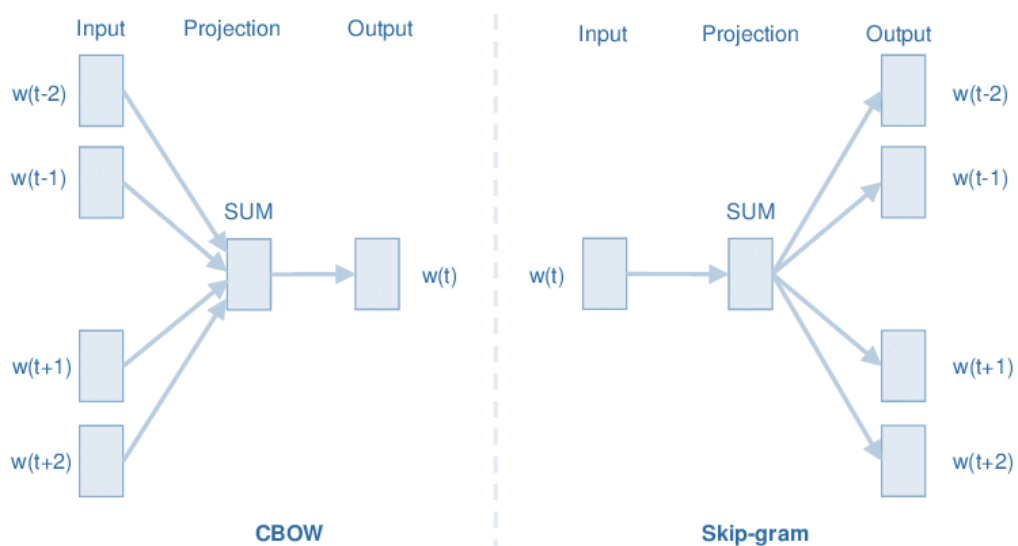 Input Projection Output
w(t-2)
w(t-1)
SUM
w(t)
w(t+1)
w(t+2)
CBOW
Input Projection Output
w(t-2)
w(t-1)
SUM
w(t)
w(t+1)
w(t+2)
Skip-gram